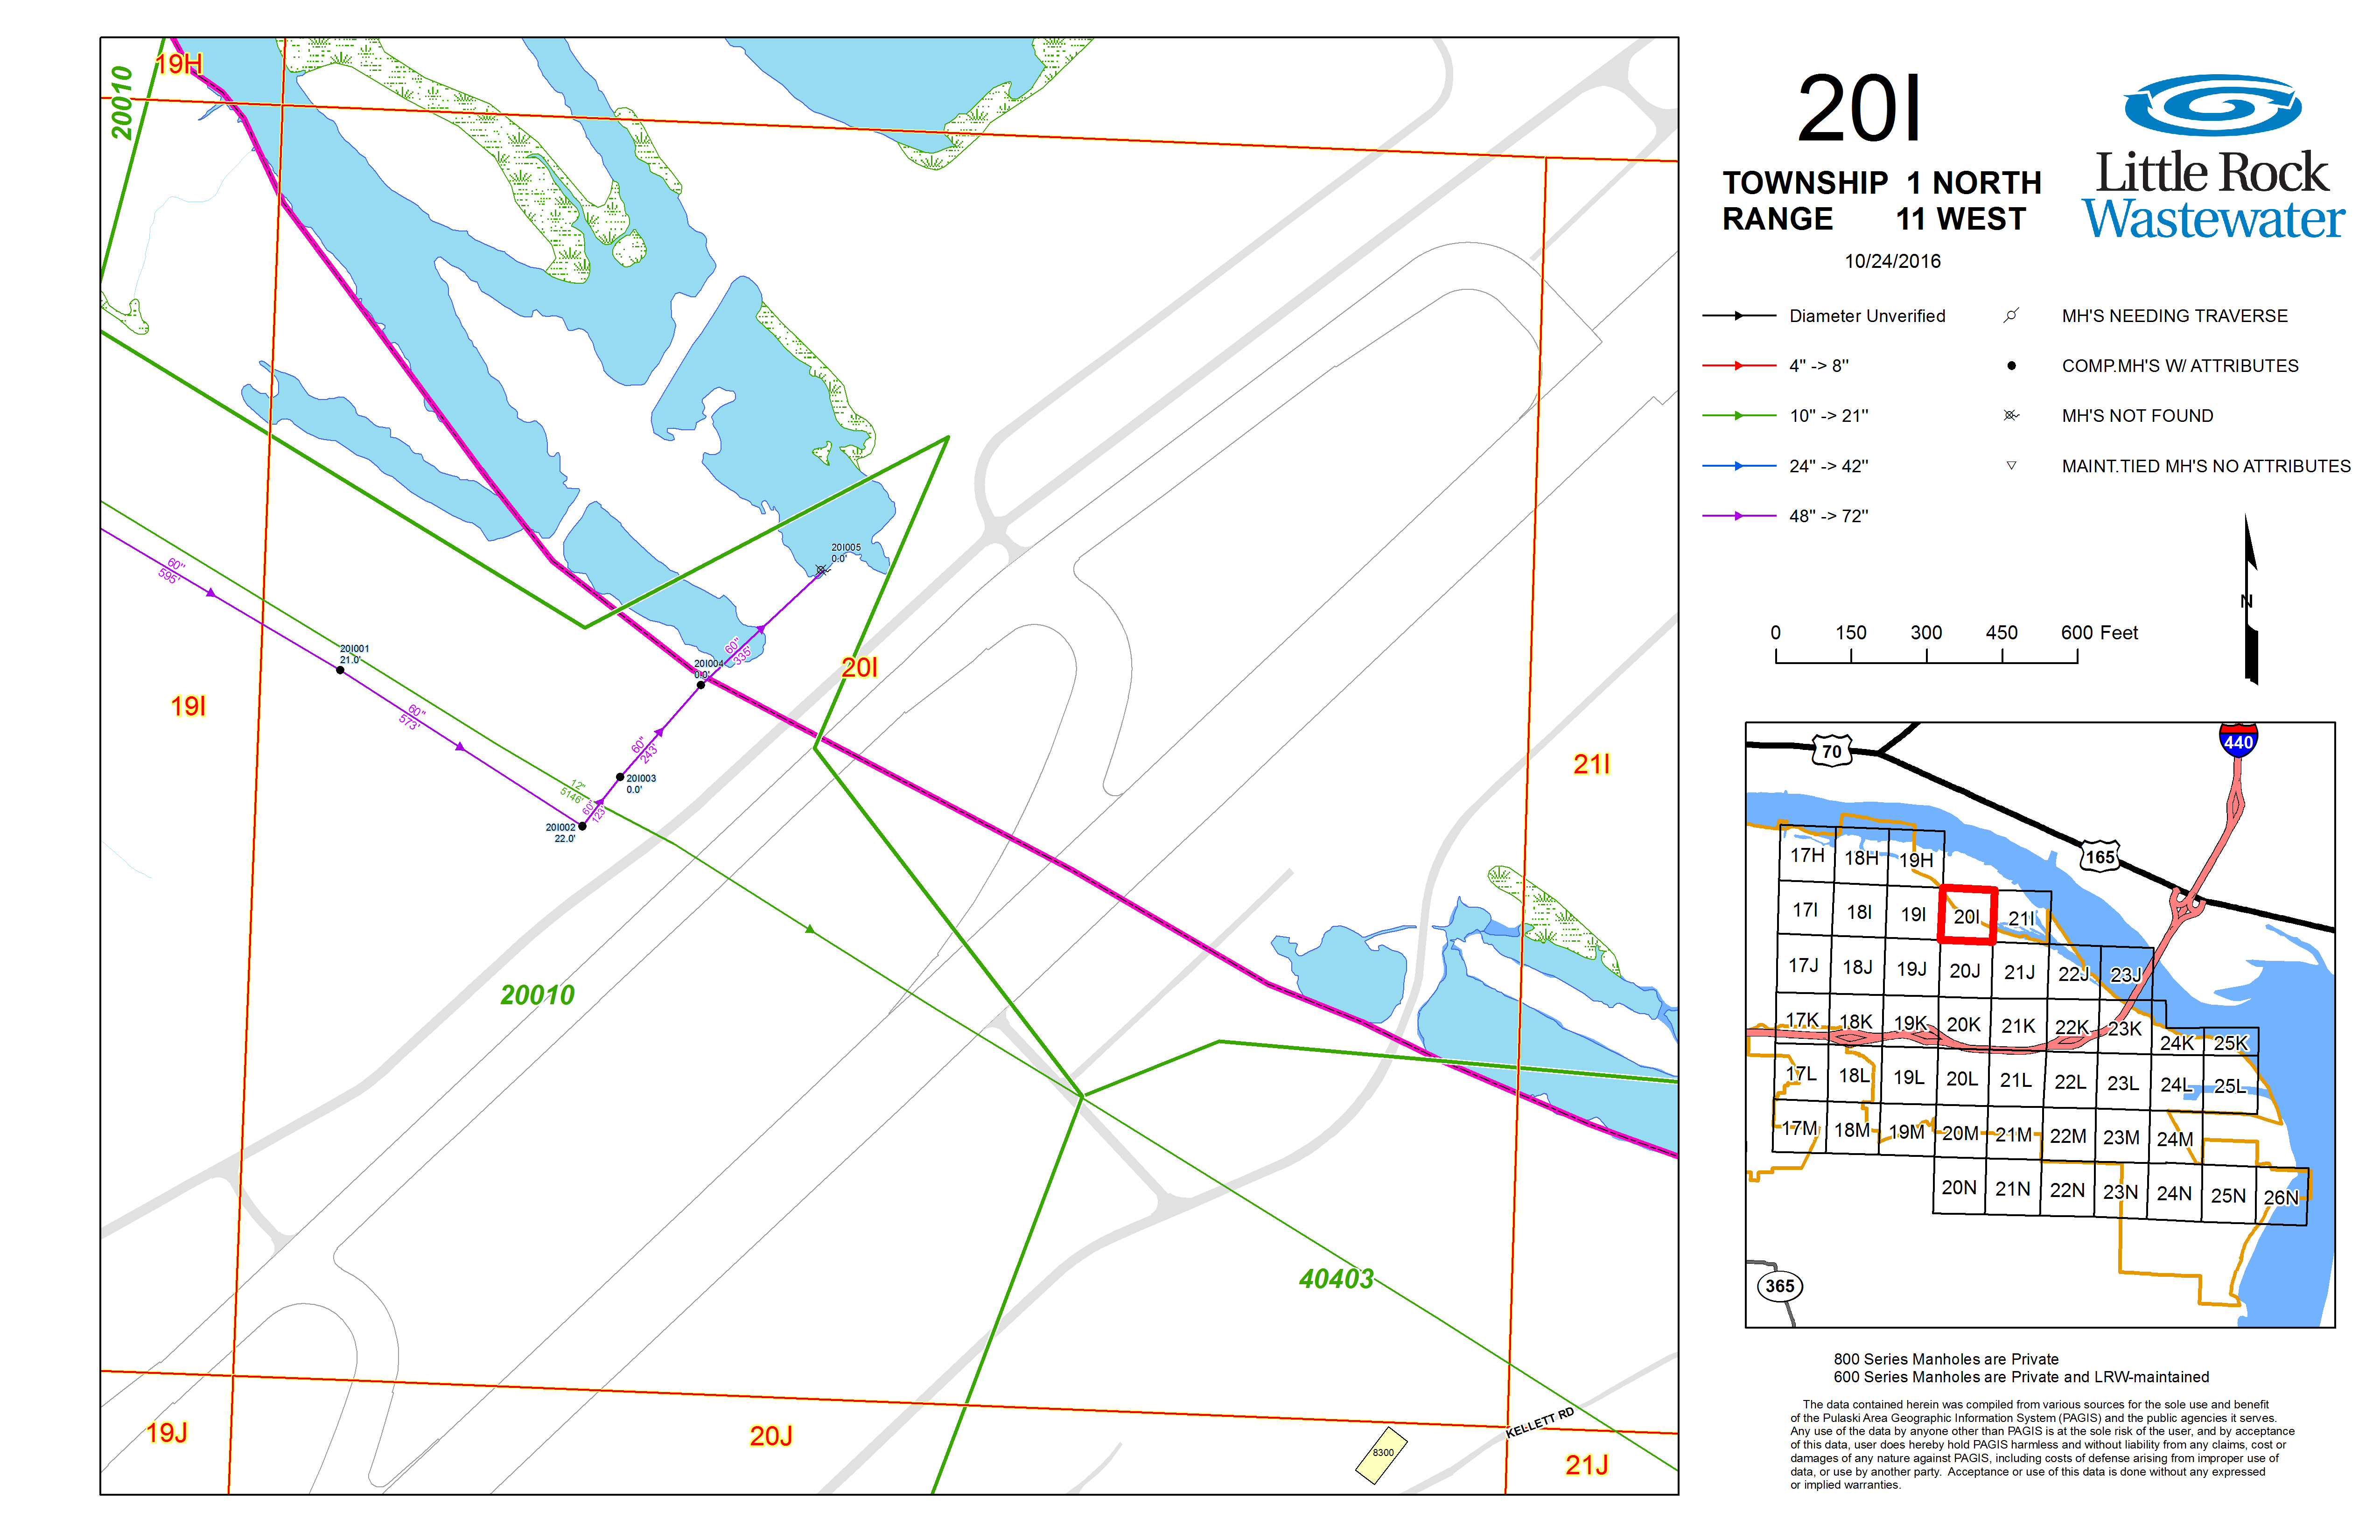 19H
20010
60"
595'
20I001
21.0'
19I
60"
573'
12"
5146'
20I002
22.0'
60"
123'
20I003
0.0'
60"
243'
20I004
0.0'
60"
335'
20I005
0.0'
20I
21I
20010
40403
19J
20J
21J
KELLETT RD
8300
20I
TOWNSHIP 1 NORTH
RANGE 11 WEST
10/24/2016
Little Rock
Wastewater
Diameter Unverified
4" -> 8"
10" -> 21"
24" -> 42"
48" -> 72"
MH'S NEEDING TRAVERSE
COMP.MH'S W/ ATTRIBUTES
MH'S NOT FOUND
MAINT.TIED MH'S NO ATTRIBUTES
N
0 150 300 450 600 Feet
70
440
165
365
17H 18H 19H
17I 18I 19I 20I 21I
17J 18J 19J 20J 21J 22J 23J
17K 18K 19K 20K 21K 22K 23K 24K 25K
17L 18L 19L 20L 21L 22L 23L 24L 25L
17M 18M 19M 20M 21M 22M 23M 24M
20N 21N 22N 23N 24N 25N 26N
800 Series Manholes are Private
600 Series Manholes are Private and LRW-maintained
The data contained herein was compiled from various sources for the sole use and benefit
of the Pulaski Area Geographic Information System (PAGIS) and the public agencies it serves.
Any use of the data by anyone other than PAGIS is at the sole risk of the user, and by acceptance
of this data, user does hereby hold PAGIS harmless and without liability from any claims, cost or
damages of any nature against PAGIS, including costs of defense arising from improper use of
data, or use by another party. Acceptance or use of this data is done without any expressed
or implied warranties.